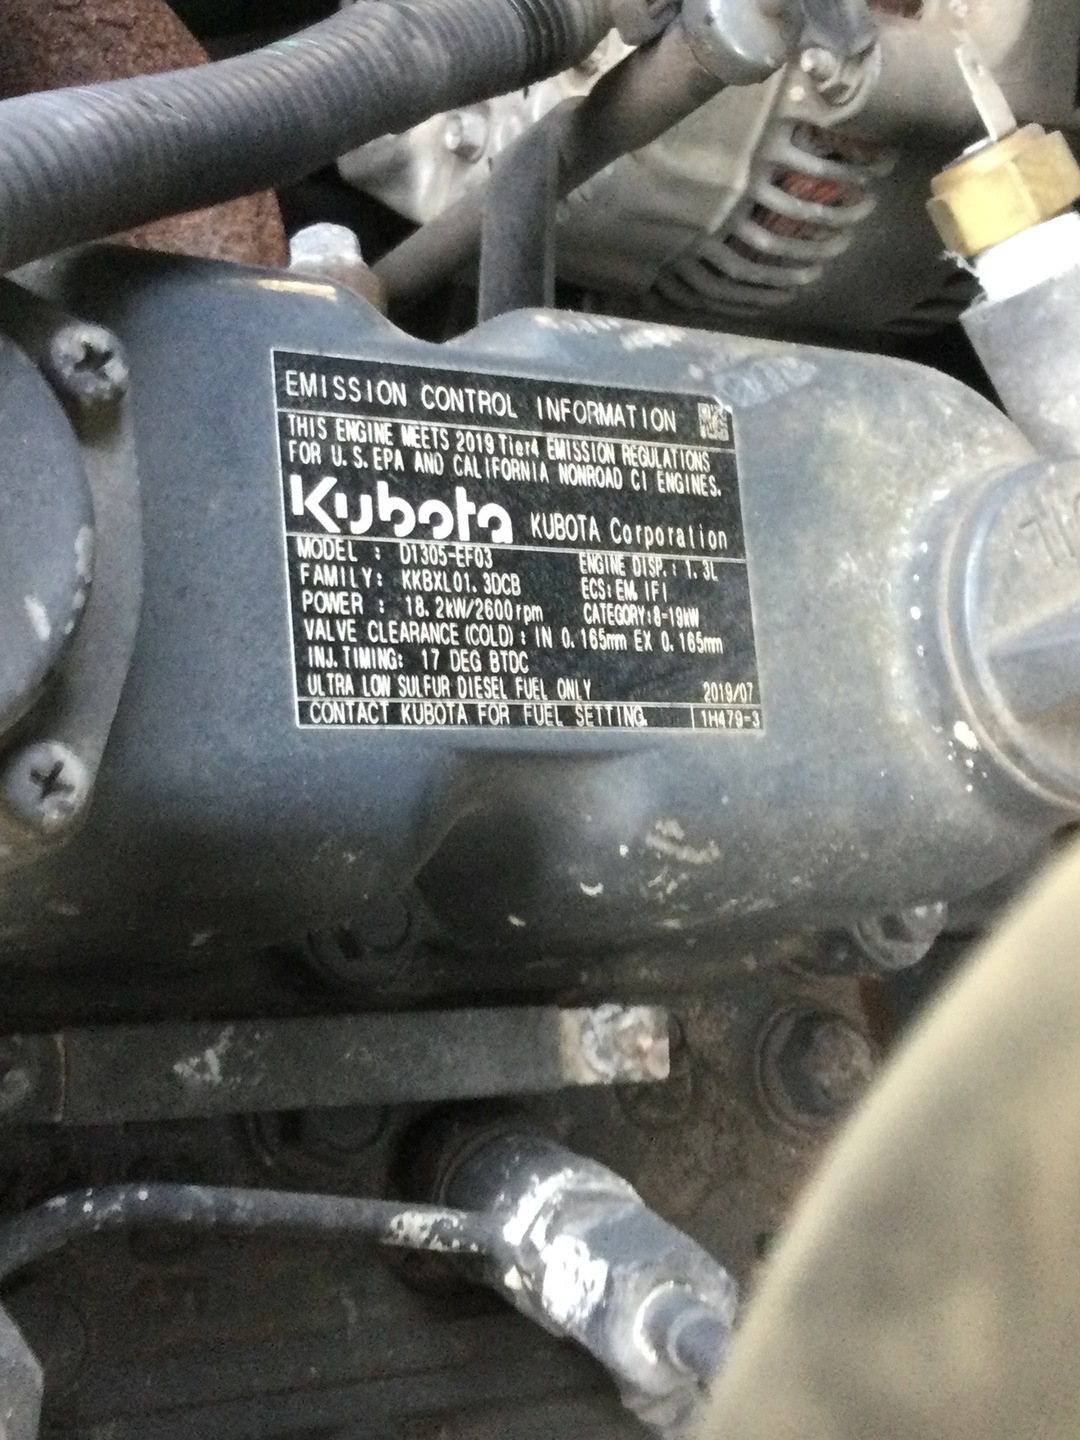 EMISSION CONTROL INFORMATION
THIS ENGINE MEETS 2019 Tier4 EMISSION REGULATIONS
FOR U.S.EPA AND CALIFORNIA NONROAD CI ENGINES.
Kubota KUBOTA Corporation
MODEL : D1305-EF03 ENGINE DISP.: 1.3L
FAMILY: KKBXL01.3DCB ECS:EM, IFI
POWER : 18.2kW/2600rpm CATEGORY:8-19kW
VALVE CLEARANCE(COLD): IN 0.165mm EX 0.165mm
INJ.TIMING: 17 DEG BTDC
ULTRA LOW SULFUR DIESEL FUEL ONLY 2019/07
CONTACT KUBOTA FOR FUEL SETTING. 1H479-3